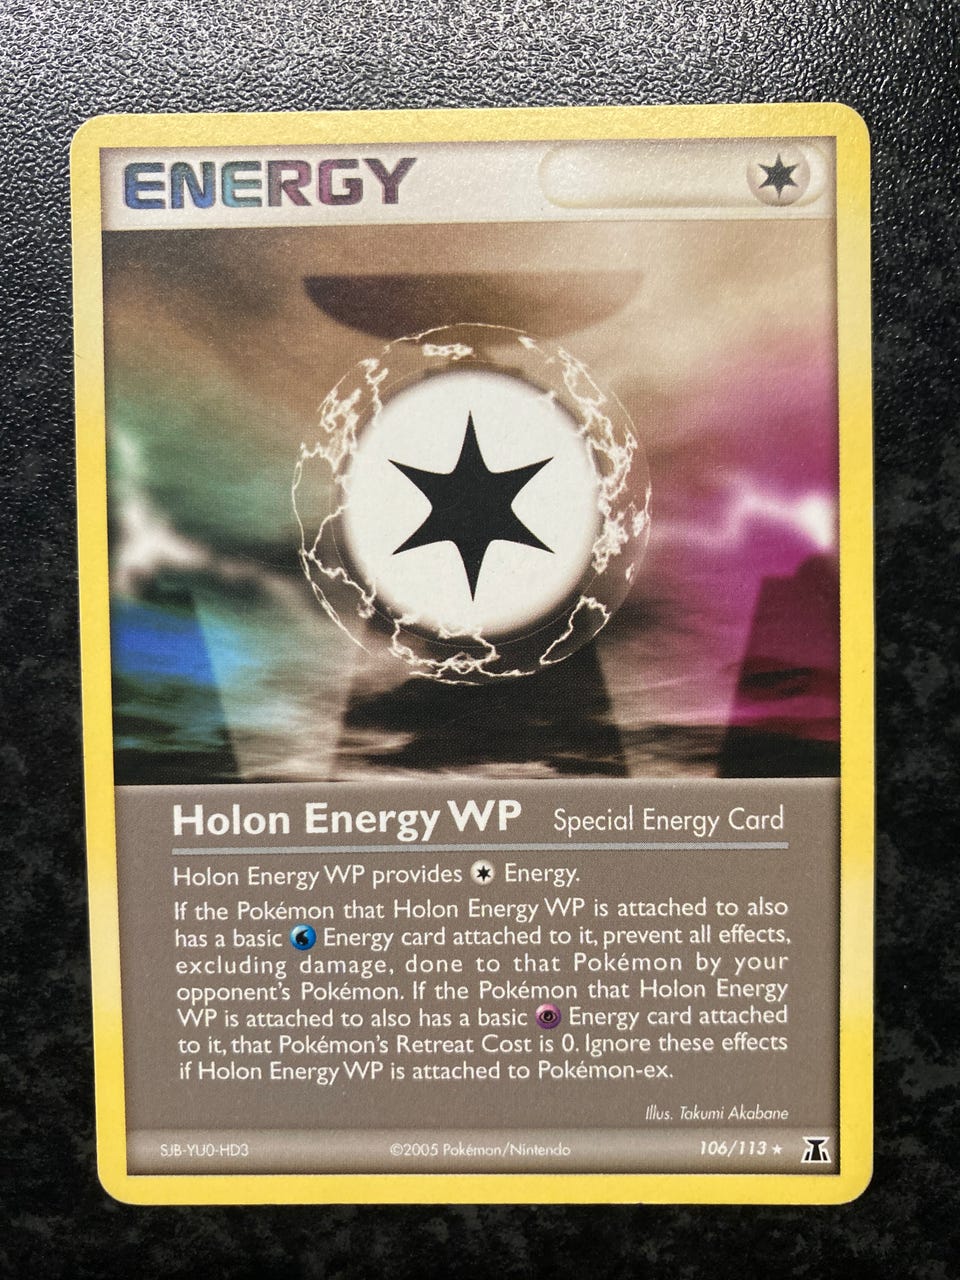 ENERGY
Holon Energy WP Special Energy Card
Holon Energy WP provides Energy.
If the Pokémon that Holon Energy WP is attached to also
has a basic Energy card attached to it, prevent all effects,
excluding damage, done to that Pokémon by your
opponent's Pokémon. If the Pokémon that Holon Energy
WP is attached to also has a basic Energy card attached
to it, that Pokémon's Retreat Cost is 0. Ignore these effects
if Holon Energy WP is attached to Pokémon-ex.
Illus. Takumi Akabane
SJB-YU0-HD3 ©2005 Pokémon/Nintendo 106/113 ★